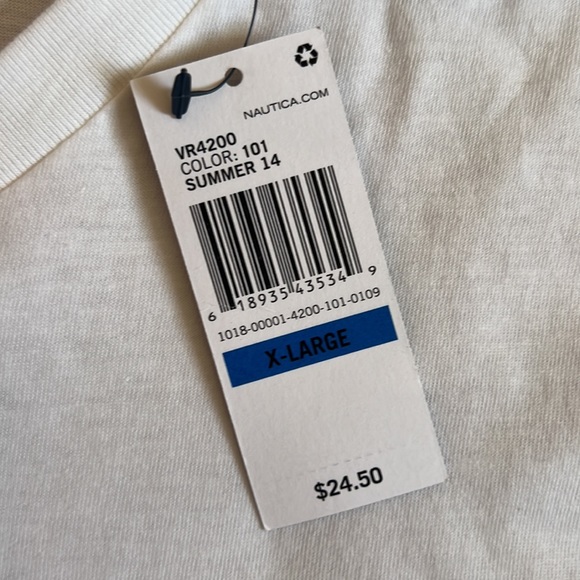 NAUTICA.COM
VR4200
COLOR: 101
SUMMER 14
6 18935 43534 9
1018-00001-4200-101-0109
X-LARGE
$24.50